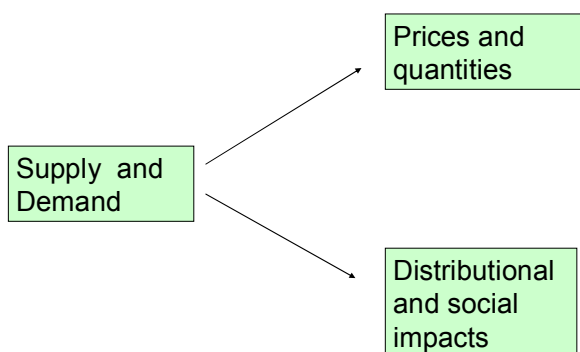 Prices and
quantities
Supply and
Demand
Distributional
and social
impacts